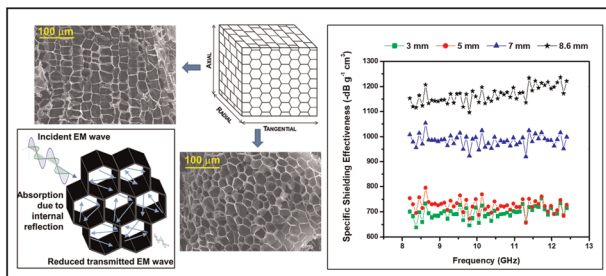 100 µm
AXIAL
RADIAL
TANGENTIAL
Incident EM wave
Absorption due to
internal
reflection
Reduced transmitted EM wave
100 µm
3 mm 5 mm 7 mm 8.6 mm
Specific Shielding Effectiveness (-dB g⁻¹ cm³)
1200
1100
1000
900
800
700
600
8 9 10 11 12
Frequency (GHz)